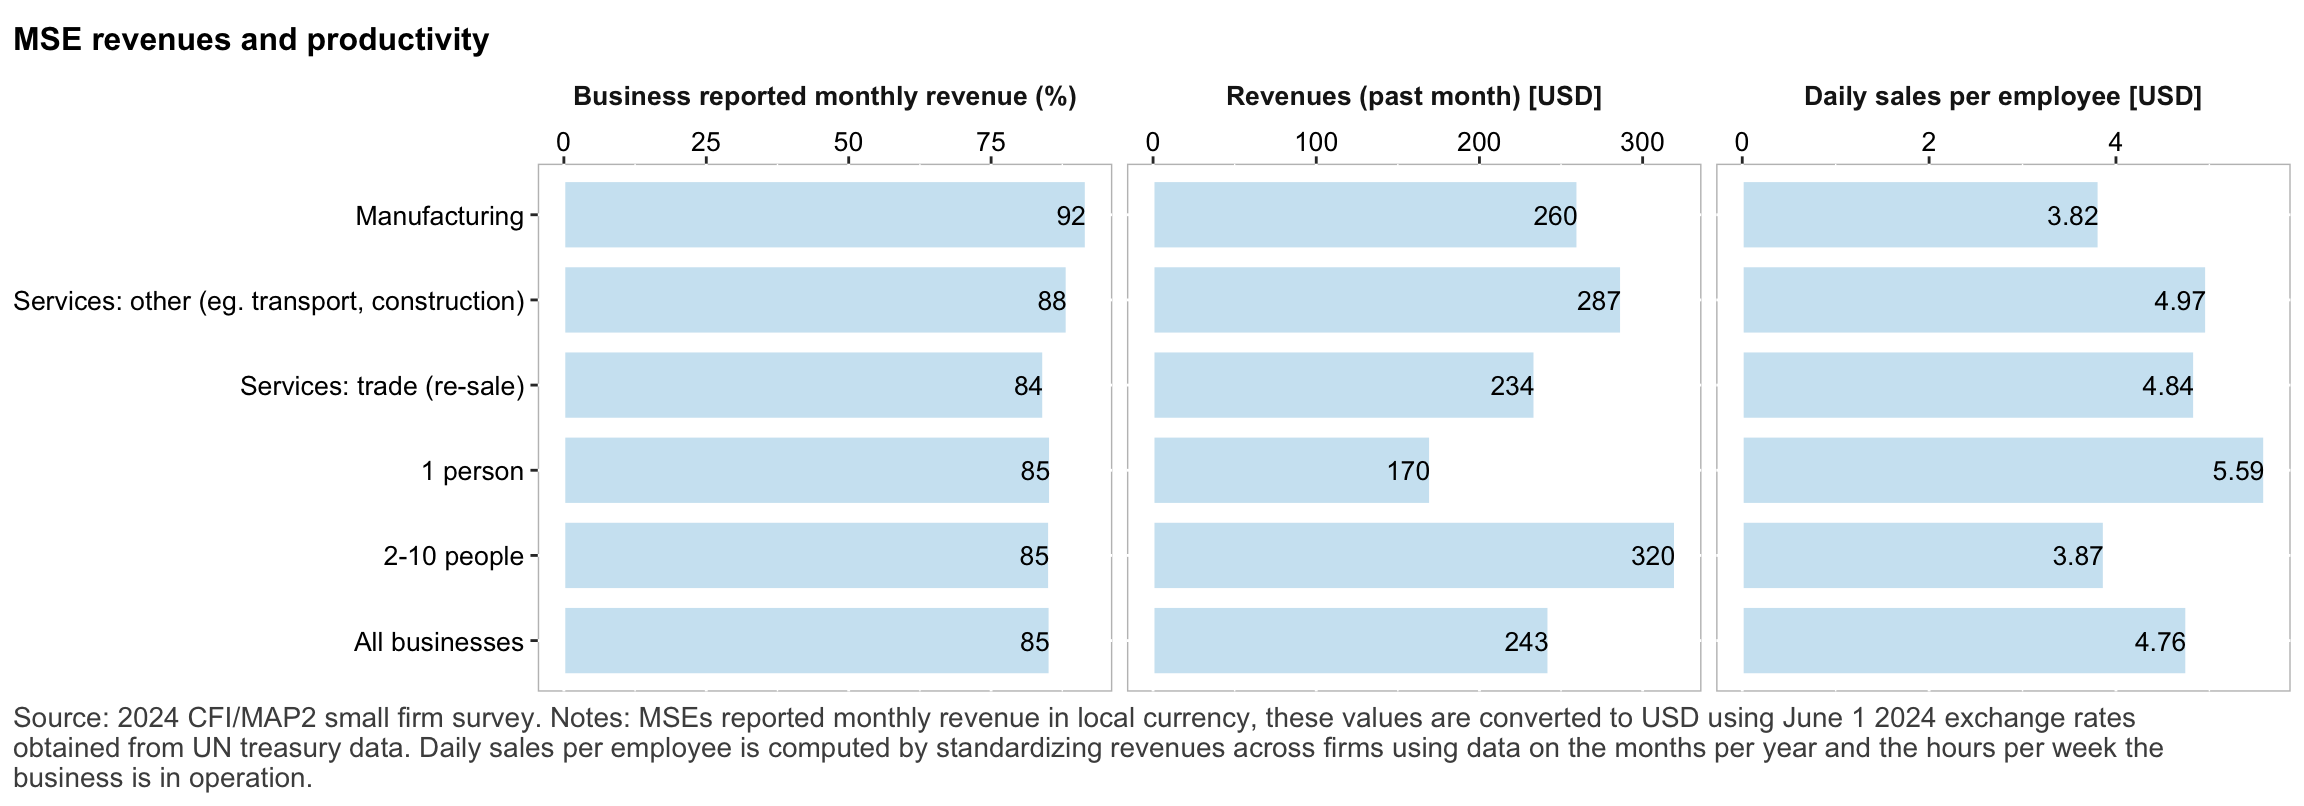 MSE revenues and productivity
Business reported monthly revenue (%) Revenues (past month) [USD] Daily sales per employee [USD]
0 25 50 75 0 100 200 300 0 2 4
Manufacturing 92 260 3.82
Services: other (eg. transport, construction) 88 287 4.97
Services: trade (re-sale) 84 234 4.84
1 person 85 170 5.59
2-10 people 85 320 3.87
All businesses 85 243 4.76
Source: 2024 CFI/MAP2 small firm survey. Notes: MSEs reported monthly revenue in local currency, these values are converted to USD using June 1 2024 exchange rates
obtained from UN treasury data. Daily sales per employee is computed by standardizing revenues across firms using data on the months per year and the hours per week the
business is in operation.